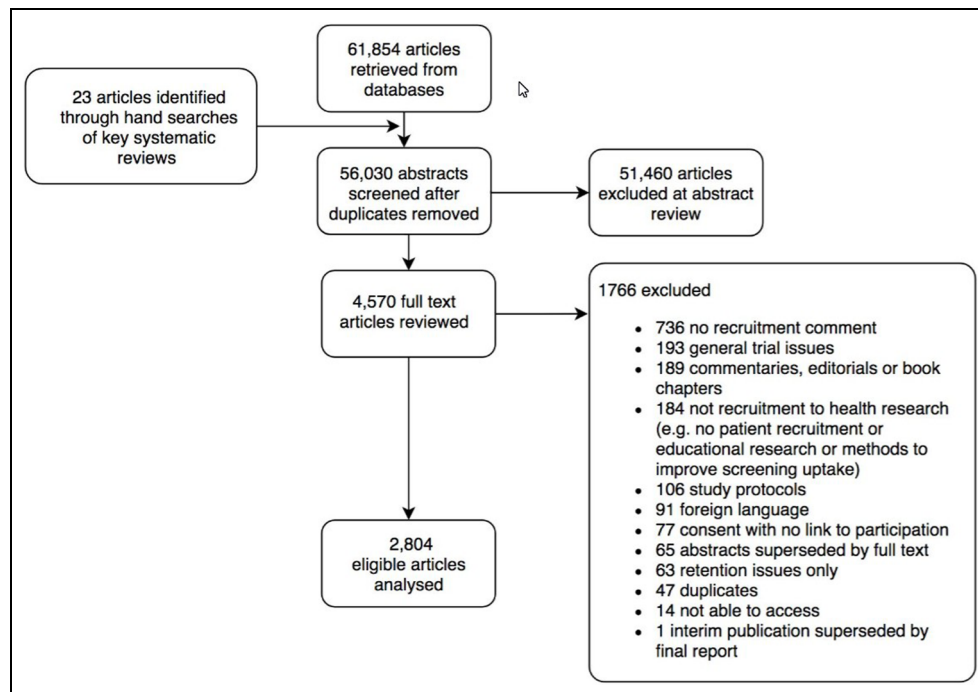 61,854 articles
retrieved from
databases
23 articles identified
through hand searches
of key systematic
reviews
56,030 abstracts
screened after
duplicates removed
51,460 articles
excluded at abstract
review
4,570 full text
articles reviewed
1766 excluded
• 736 no recruitment comment
• 193 general trial issues
• 189 commentaries, editorials or book
chapters
• 184 not recruitment to health research
(e.g. no patient recruitment or
educational research or methods to
improve screening uptake)
• 106 study protocols
• 91 foreign language
• 77 consent with no link to participation
• 65 abstracts superseded by full text
• 63 retention issues only
• 47 duplicates
• 14 not able to access
• 1 interim publication superseded by
final report
2,804
eligible articles
analysed